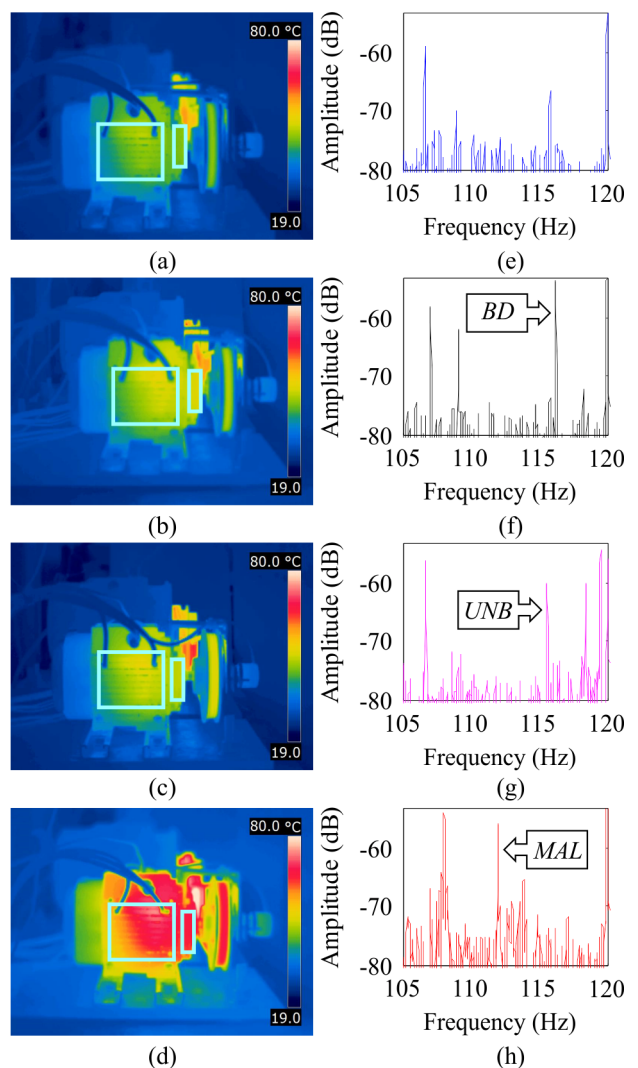 80.0 °C
19.0
(a)
Amplitude (dB)
-60
-70
-80
105 110 115 120
Frequency (Hz)
(e)
80.0 °C
19.0
(b)
Amplitude (dB)
BD
-60
-70
-80
105 110 115 120
Frequency (Hz)
(f)
80.0 °C
19.0
(c)
Amplitude (dB)
-60
UNB
-70
-80
105 110 115 120
Frequency (Hz)
(g)
80.0 °C
19.0
(d)
Amplitude (dB)
-60
MAL
-70
-80
105 110 115 120
Frequency (Hz)
(h)